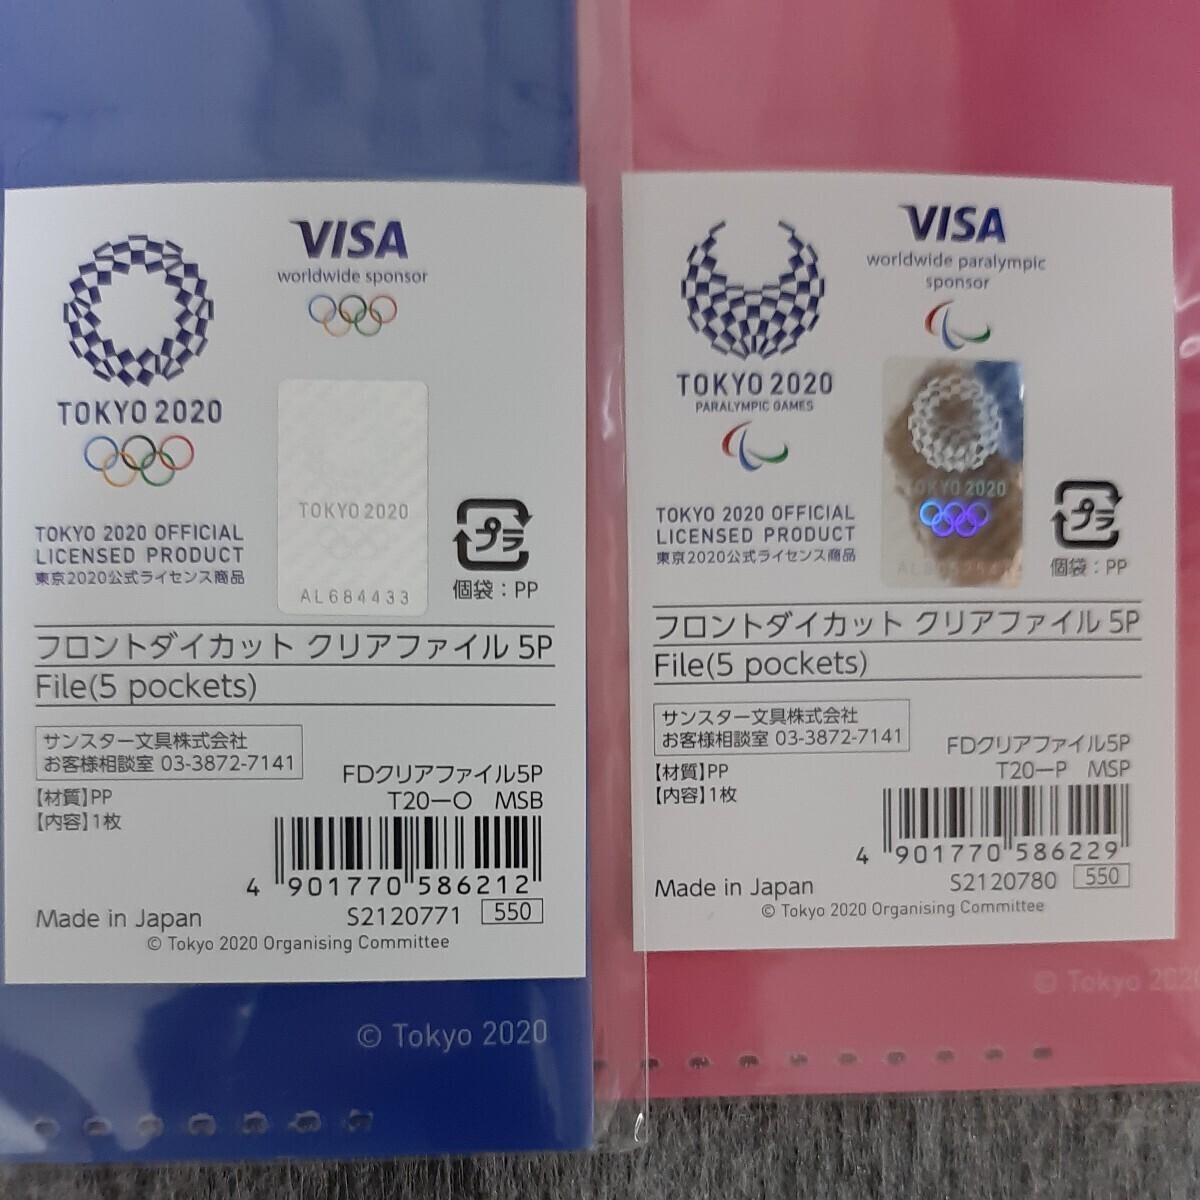 VISA
worldwide sponsor
TOKYO 2020
TOKYO 2020
AL684433
TOKYO 2020 OFFICIAL
LICENSED PRODUCT
東京2020公式ライセンス商品
プラ
個袋：PP
フロントダイカット クリアファイル 5P
File(5 pockets)
サンスター文具株式会社
お客様相談室 03-3872-7141
FDクリアファイル5P
【材質】PP
T20ーO MSB
【内容】1枚
4 901770 586212
Made in Japan
S2120771 550
© Tokyo 2020 Organising Committee
© Tokyo 2020
VISA
worldwide paralympic
sponsor
TOKYO 2020
PARALYMPIC GAMES
TOKYO 2020
TOKYO 2020 OFFICIAL
LICENSED PRODUCT
東京2020公式ライセンス商品
プラ
個袋：PP
フロントダイカット クリアファイル 5P
File(5 pockets)
サンスター文具株式会社
お客様相談室 03-3872-7141
FDクリアファイル5P
【材質】PP
T20ーP MSP
【内容】1枚
4 901770 586229
Made in Japan
S2120780 550
© Tokyo 2020 Organising Committee
© Tokyo 2020